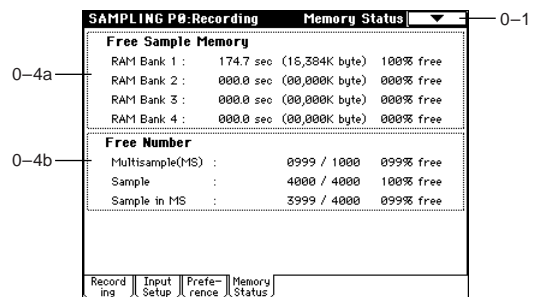 SAMPLING P0:Recording Memory Status
0–1
Free Sample Memory
0–4a
RAM Bank 1 : 174.7 sec (16,384K byte) 100% free
RAM Bank 2 : 000.0 sec (00,000K byte) 000% free
RAM Bank 3 : 000.0 sec (00,000K byte) 000% free
RAM Bank 4 : 000.0 sec (00,000K byte) 000% free
0–4b
Free Number
Multisample(MS) : 0999 / 1000 099% free
Sample : 4000 / 4000 100% free
Sample in MS : 3999 / 4000 099% free
Record Input Prefe- Memory
ing Setup rence Status